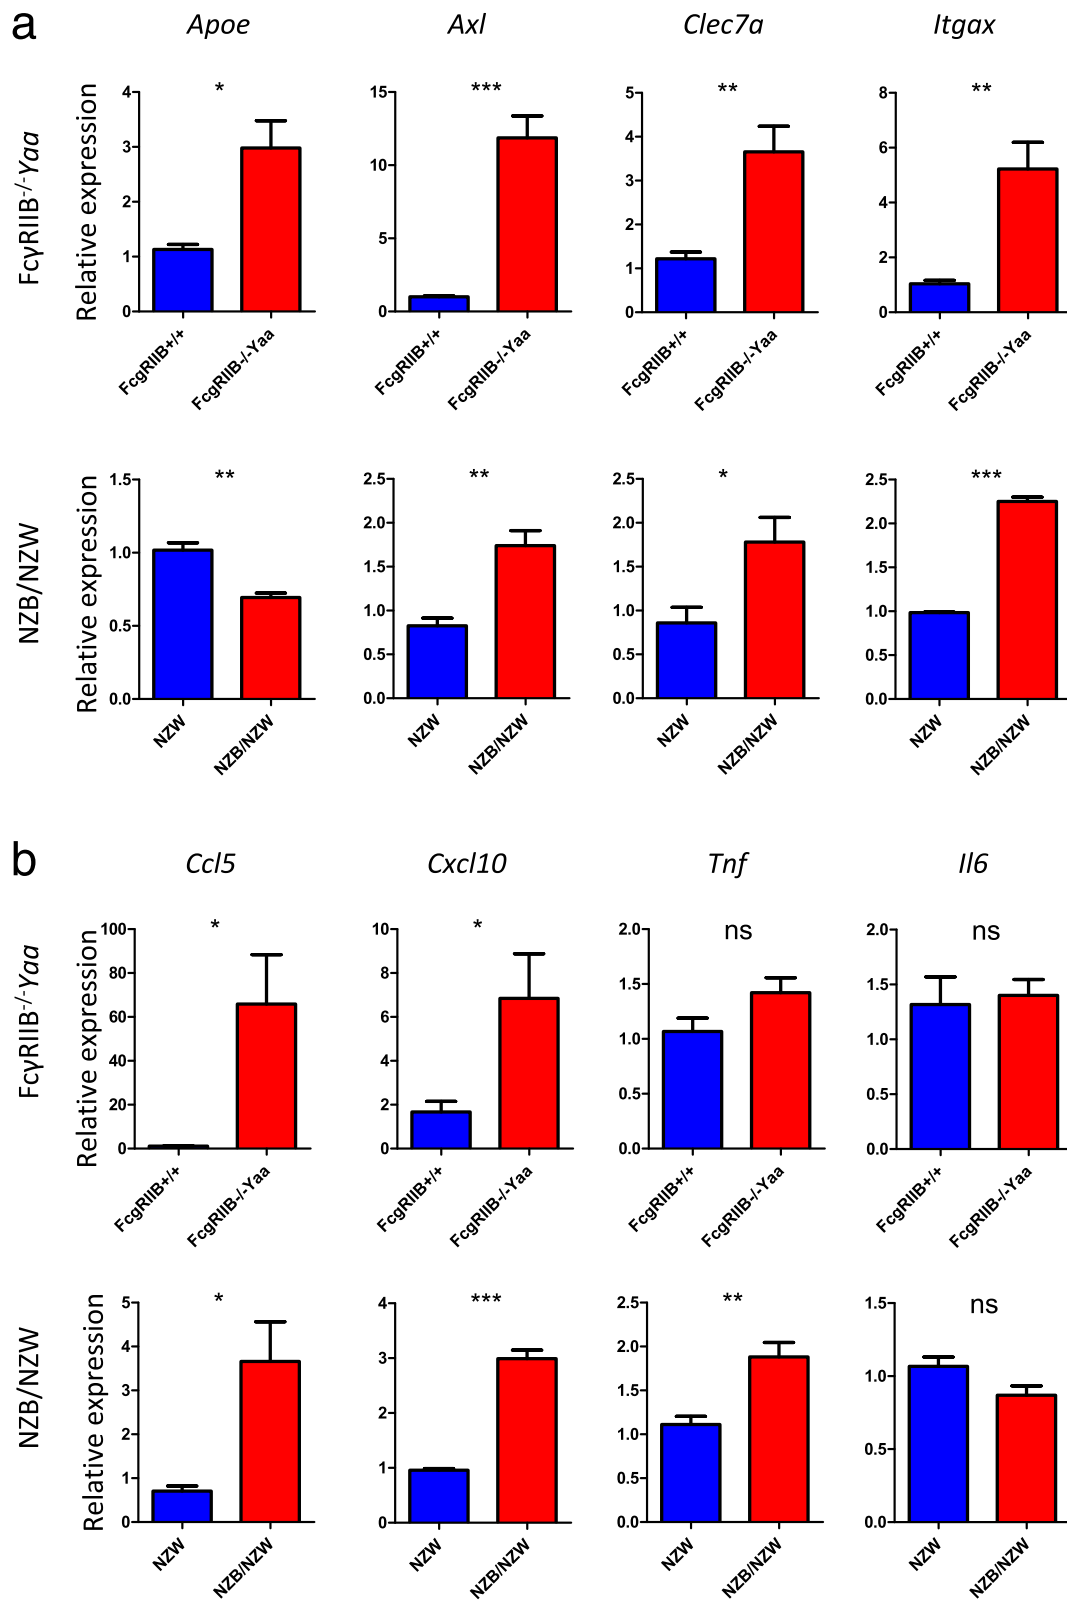 a
Apoe Axl Clec7a Itgax
FcγRIIB-/-Yaa
Relative expression
* *** ** **
4 3 2 1 0
15 10 5 0
5 4 3 2 1 0
8 6 4 2 0
FcgRIIB+/+ FcgRIIB-/-Yaa FcgRIIB+/+ FcgRIIB-/-Yaa FcgRIIB+/+ FcgRIIB-/-Yaa FcgRIIB+/+ FcgRIIB-/-Yaa
NZB/NZW
Relative expression
** ** * ***
1.5 1.0 0.5 0.0
2.5 2.0 1.5 1.0 0.5 0.0
2.5 2.0 1.5 1.0 0.5 0.0
2.5 2.0 1.5 1.0 0.5 0.0
NZW NZB/NZW NZW NZB/NZW NZW NZB/NZW NZW NZB/NZW
b
Ccl5 Cxcl10 Tnf Il6
FcγRIIB-/-Yaa
Relative expression
* * ns ns
100 80 60 40 20 0
10 8 6 4 2 0
2.0 1.5 1.0 0.5 0.0
2.0 1.5 1.0 0.5 0.0
FcgRIIB+/+ FcgRIIB-/-Yaa FcgRIIB+/+ FcgRIIB-/-Yaa FcgRIIB+/+ FcgRIIB-/-Yaa FcgRIIB+/+ FcgRIIB-/-Yaa
NZB/NZW
Relative expression
* *** ** ns
5 4 3 2 1 0
4 3 2 1 0
2.5 2.0 1.5 1.0 0.5 0.0
1.5 1.0 0.5 0.0
NZW NZB/NZW NZW NZB/NZW NZW NZB/NZW NZW NZB/NZW